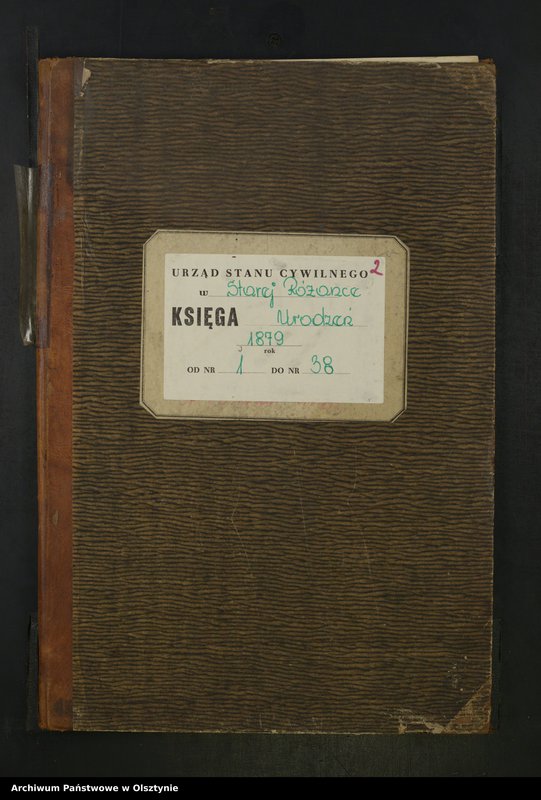 URZĄD STANU CYWILNEGO 2
w Starej Różance
KSIĘGA Urodzeń
1879
rok
OD NR 1 DO NR 38
Archiwum Państwowe w Olsztynie